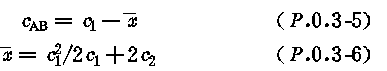 c_AB = c_1 − x̄ (P.0.3-5)
x̄ = c_1^2/2c_1 + 2c_2 (P.0.3-6)